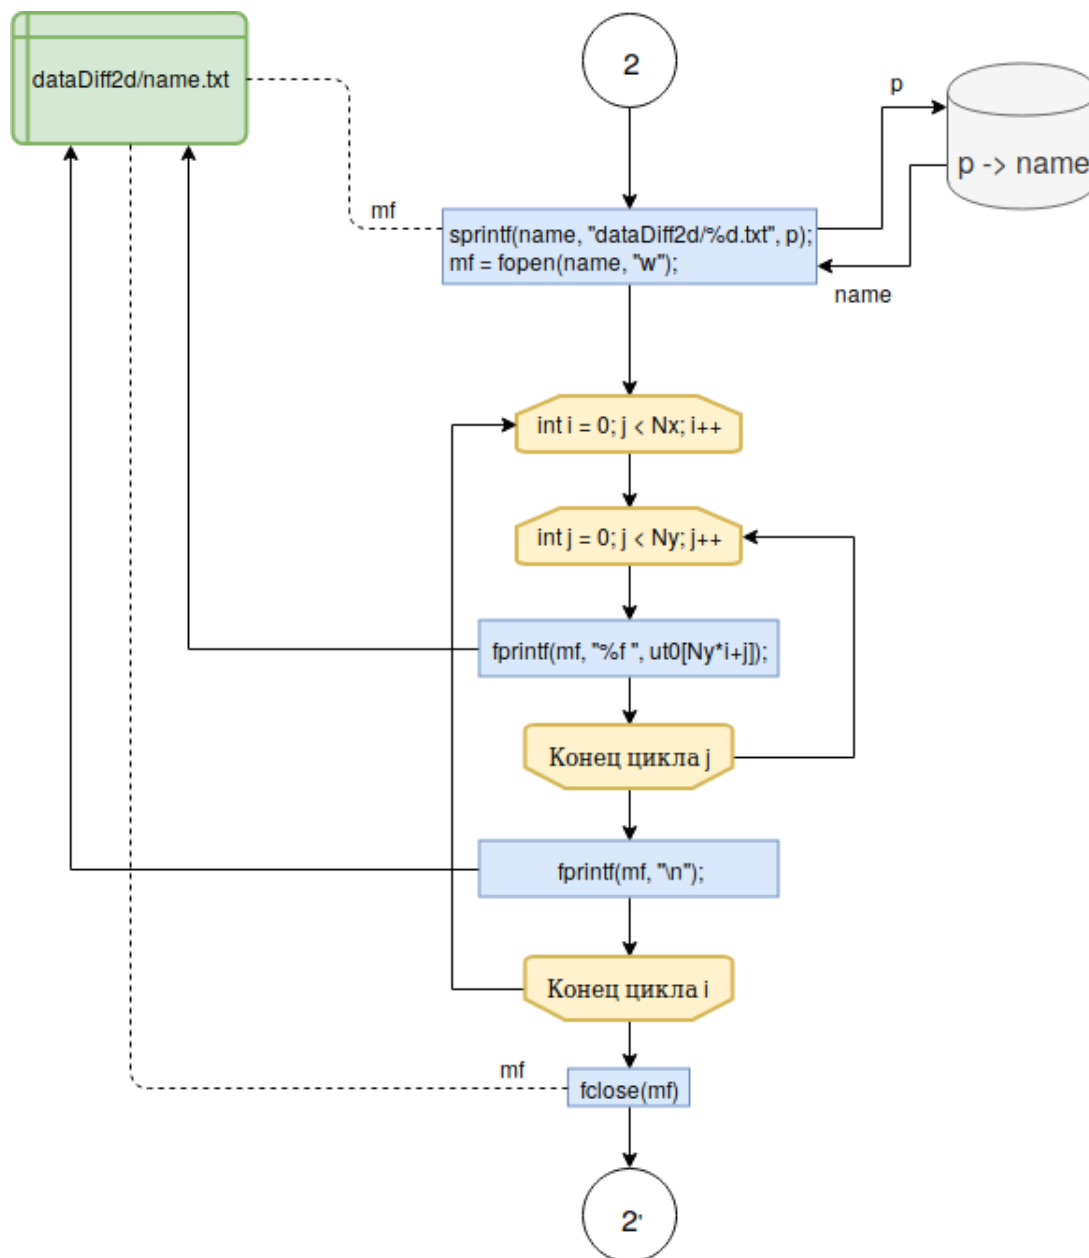 dataDiff2d/name.txt
2
p
p -> name
mf
sprintf(name, "dataDiff2d/%d.txt", p);
mf = fopen(name, "w");
name
int i = 0; j < Nx; i++
int j = 0; j < Ny; j++
fprintf(mf, "%f ", ut0[Ny*i+j]);
Конец цикла j
fprintf(mf, "\n");
Конец цикла i
mf
fclose(mf)
2'